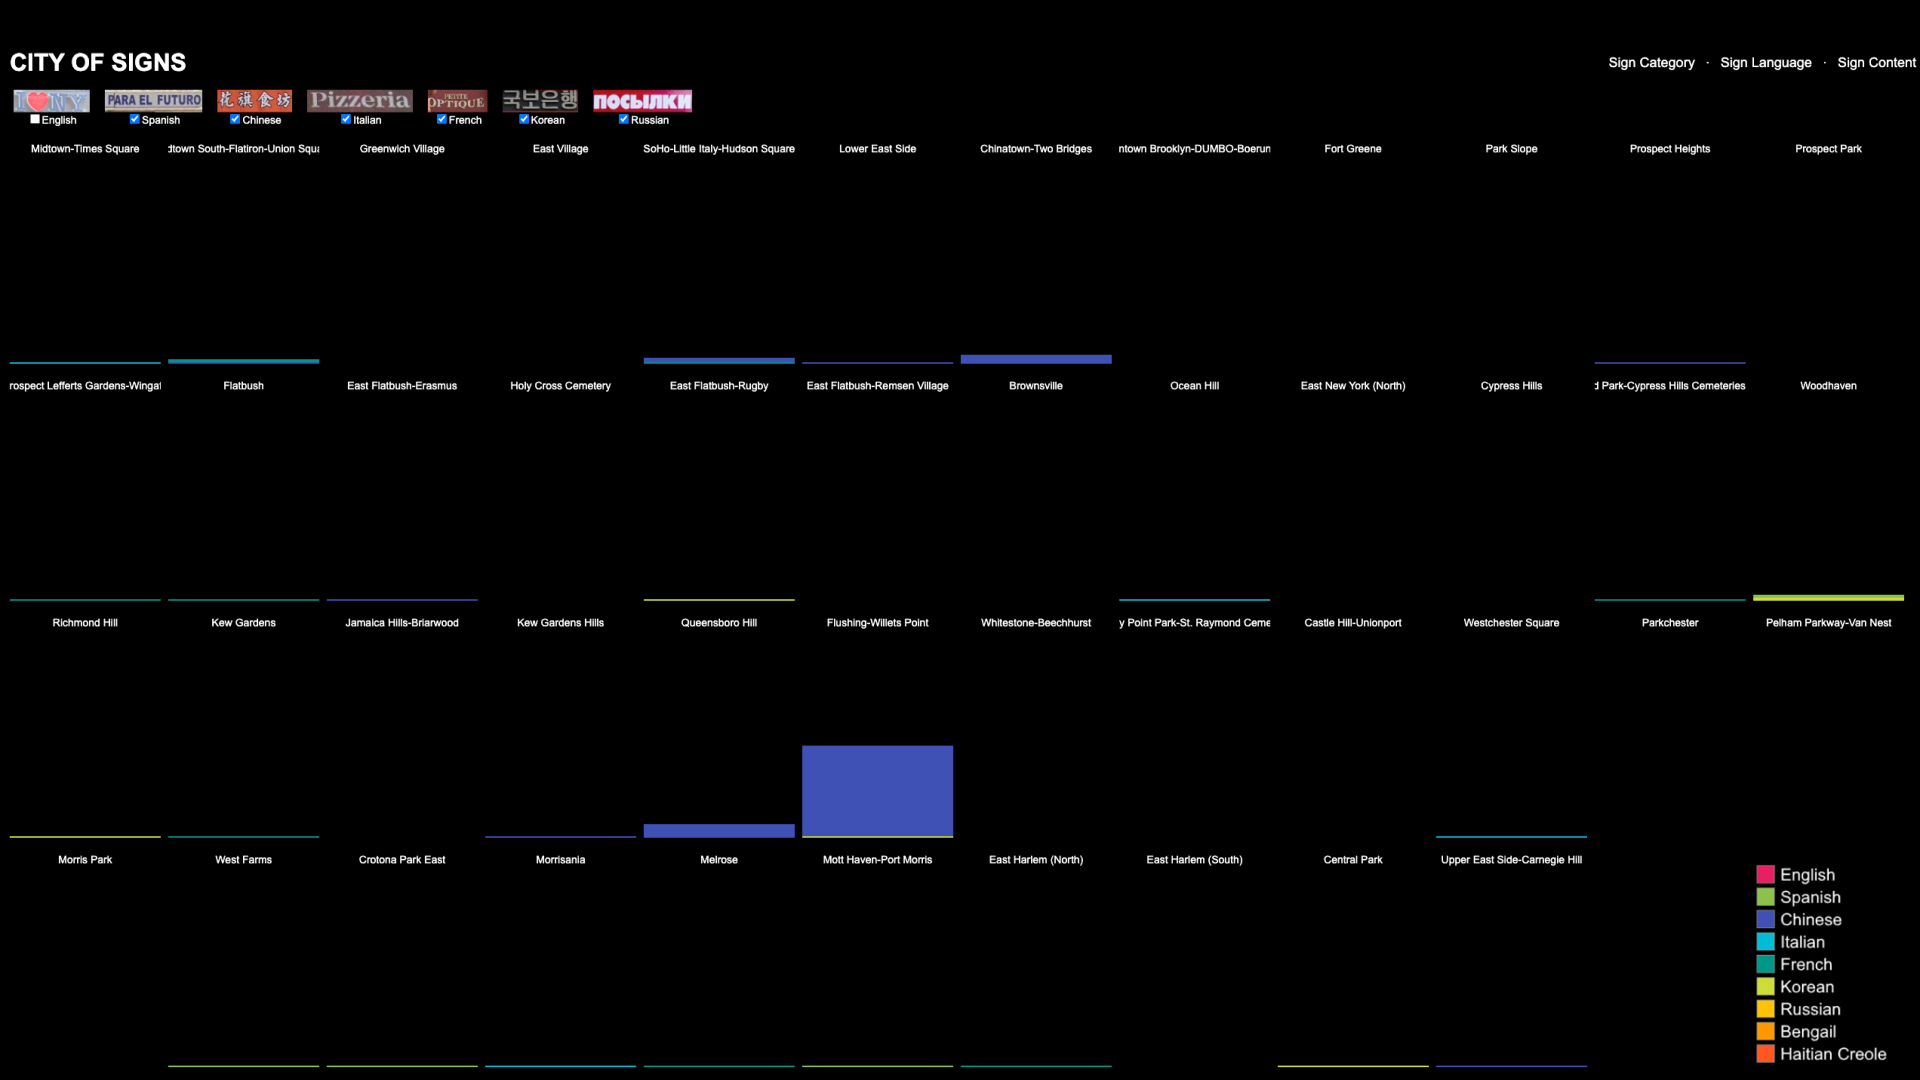 CITY OF SIGNS
Sign Category · Sign Language · Sign Content
I ❤ NY
PARA EL FUTURO
花旗食坊
Pizzeria
PETITE
OPTIQUE
국보은행
посылки
English
Spanish
Chinese
Italian
French
Korean
Russian
Midtown-Times Square
dtown South-Flatiron-Union Squa
Greenwich Village
East Village
SoHo-Little Italy-Hudson Square
Lower East Side
Chinatown-Two Bridges
ntown Brooklyn-DUMBO-Boerun
Fort Greene
Park Slope
Prospect Heights
Prospect Park
rospect Lefferts Gardens-Wingat
Flatbush
East Flatbush-Erasmus
Holy Cross Cemetery
East Flatbush-Rugby
East Flatbush-Remsen Village
Brownsville
Ocean Hill
East New York (North)
Cypress Hills
d Park-Cypress Hills Cemeteries
Woodhaven
Richmond Hill
Kew Gardens
Jamaica Hills-Briarwood
Kew Gardens Hills
Queensboro Hill
Flushing-Willets Point
Whitestone-Beechhurst
y Point Park-St. Raymond Ceme
Castle Hill-Unionport
Westchester Square
Parkchester
Pelham Parkway-Van Nest
Morris Park
West Farms
Crotona Park East
Morrisania
Melrose
Mott Haven-Port Morris
East Harlem (North)
East Harlem (South)
Central Park
Upper East Side-Carnegie Hill
English
Spanish
Chinese
Italian
French
Korean
Russian
Bengail
Haitian Creole